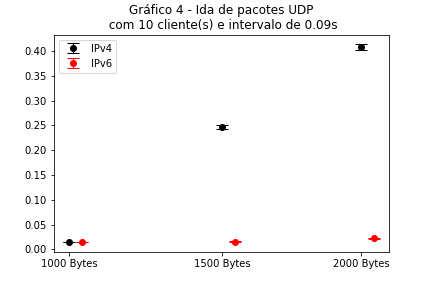 Gráfico 4 - Ida de pacotes UDP
com 10 cliente(s) e intervalo de 0.09s
IPv4
IPv6
0.40
0.35
0.30
0.25
0.20
0.15
0.10
0.05
0.00
1000 Bytes
1500 Bytes
2000 Bytes